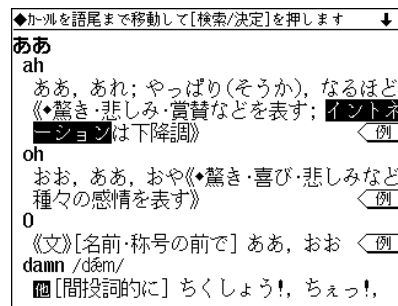 ◆ｶｰｿﾙを語尾まで移動して[検索/決定]を押します ⬇
ああ
ah
ああ, あれ; やっぱり(そうか), なるほど
《◆驚き･悲しみ･賞賛などを表す; イントネ
ーションは下降調》 例
oh
おお, ああ, おや《◆驚き･喜び･悲しみなど
種々の感情を表す》 例
O
《文》[名前･称号の前で] ああ, おお 例
damn /dǽm/
他[間投詞的に] ちくしょう!, ちぇっ!,